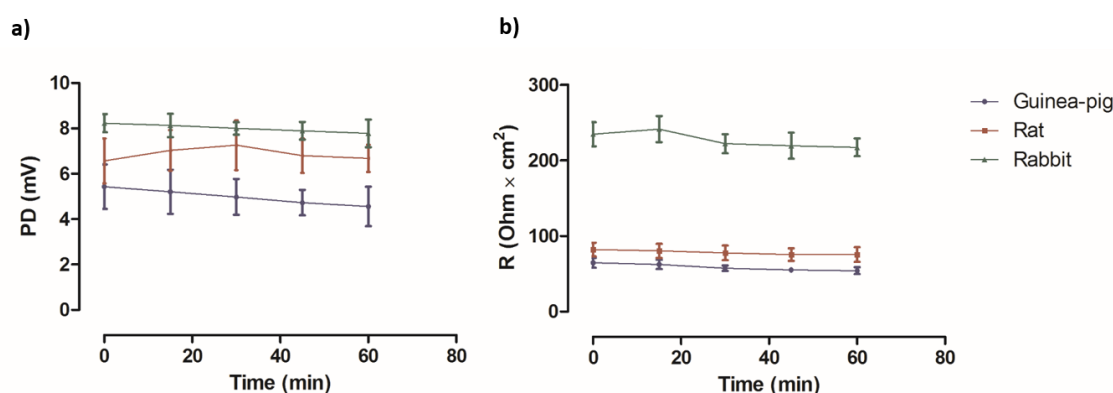 a)
PD (mV)
10
8
6
4
2
0
0 20 40 60 80
Time (min)
b)
R (Ohm × cm²)
300
200
100
0
0 20 40 60 80
Time (min)
Guinea-pig
Rat
Rabbit